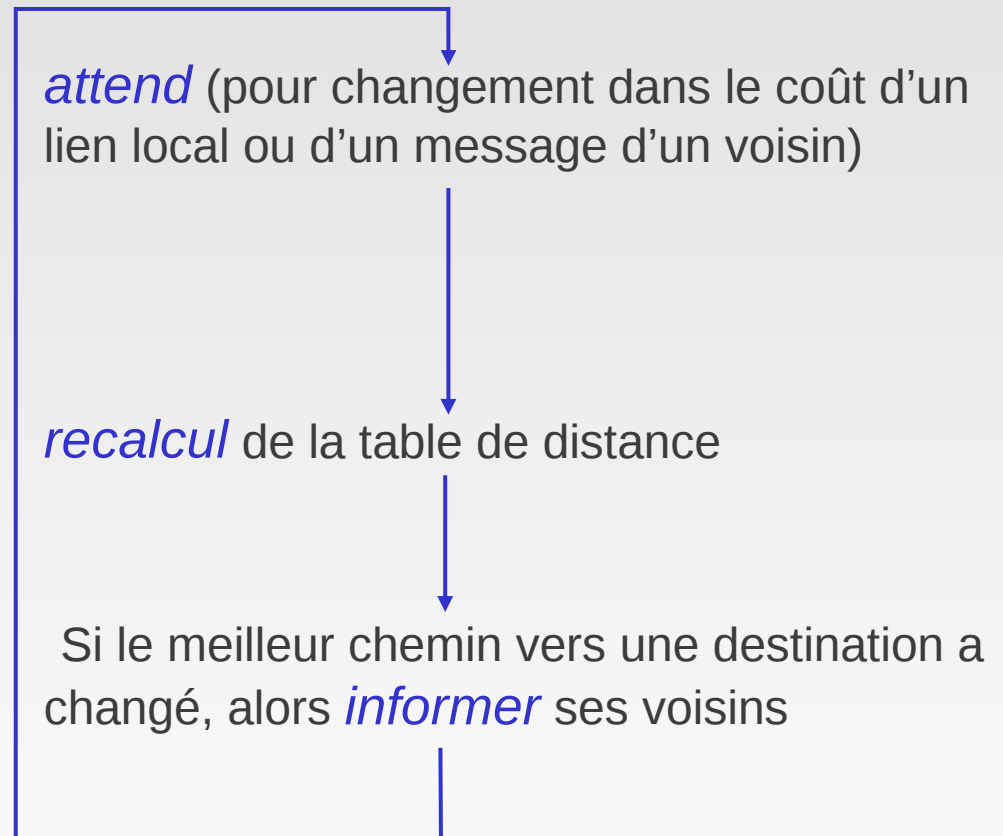 attend (pour changement dans le coût d’un
lien local ou d’un message d’un voisin)
recalcul de la table de distance
Si le meilleur chemin vers une destination a
changé, alors informer ses voisins